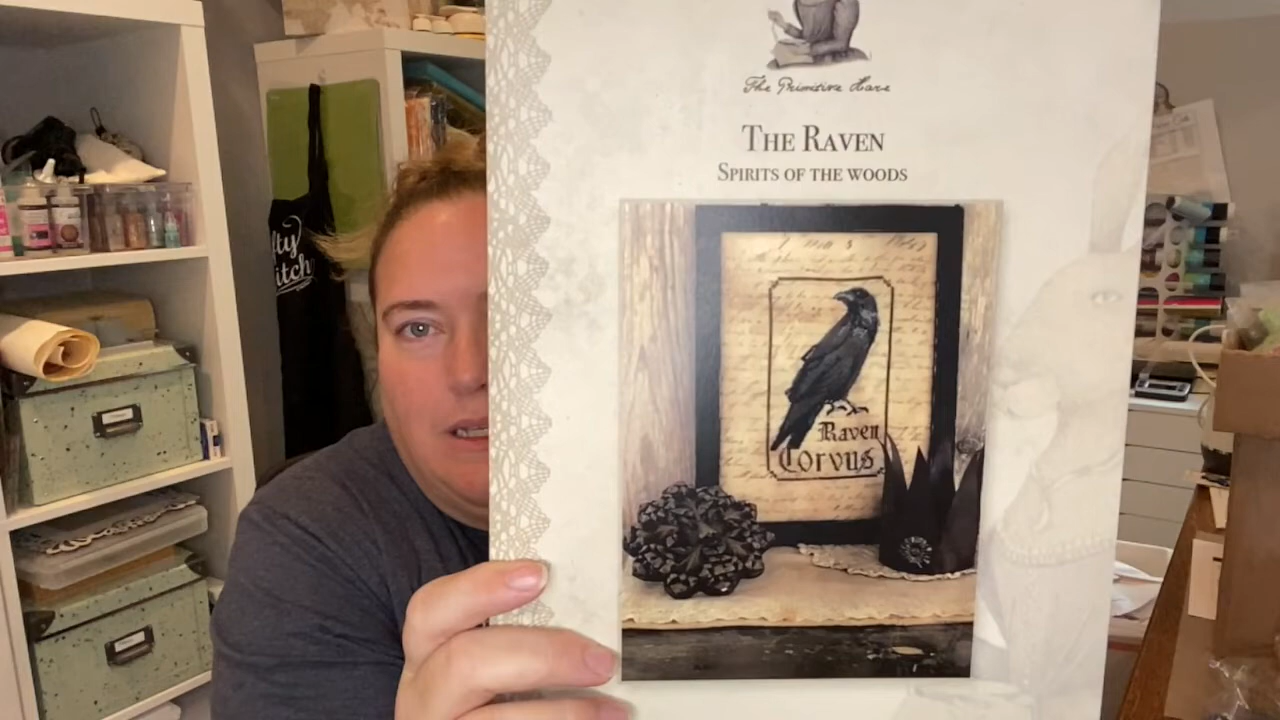 The Primitive Hare
THE RAVEN
SPIRITS OF THE WOODS
Raven
Corvus